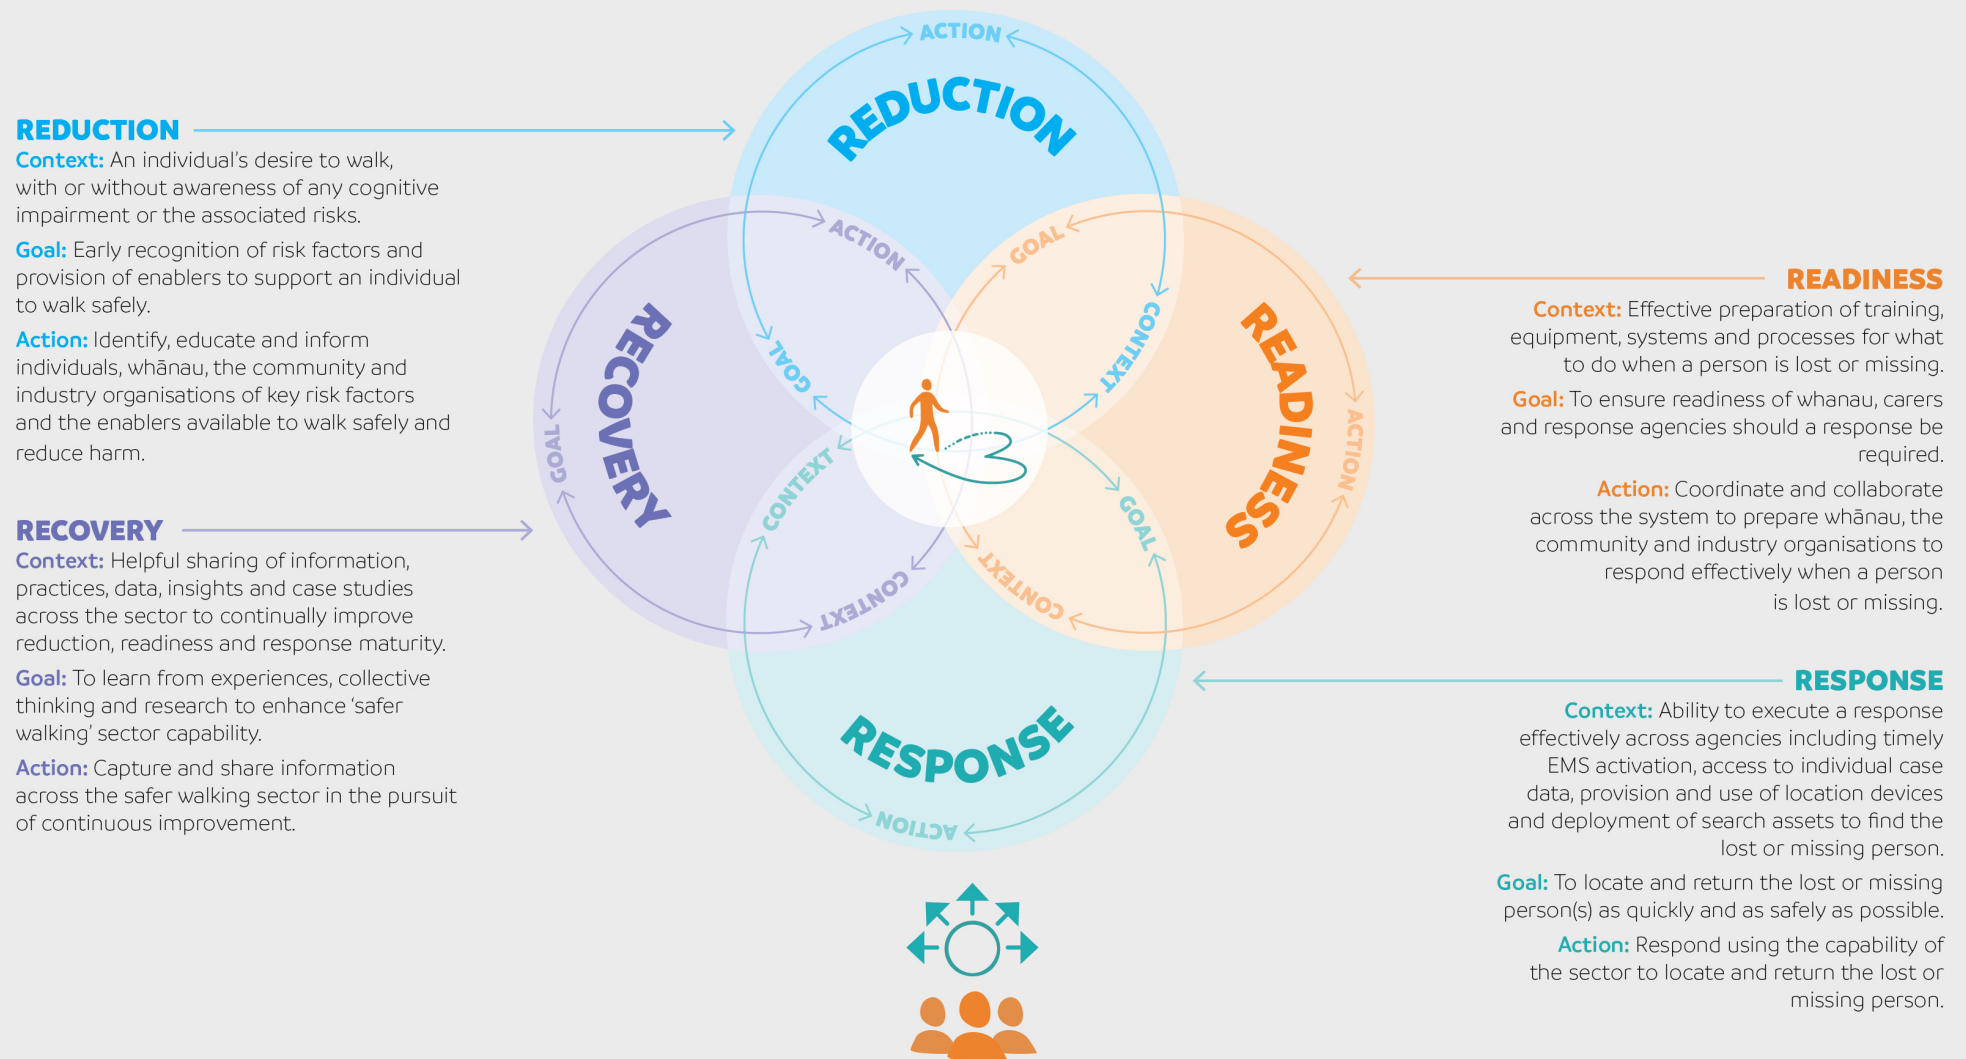 REDUCTION
Context: An individual's desire to walk,
with or without awareness of any cognitive
impairment or the associated risks.
Goal: Early recognition of risk factors and
provision of enablers to support an individual
to walk safely.
Action: Identify, educate and inform
individuals, whānau, the community and
industry organisations of key risk factors
and the enablers available to walk safely and
reduce harm.
RECOVERY
Context: Helpful sharing of information,
practices, data, insights and case studies
across the sector to continually improve
reduction, readiness and response maturity.
Goal: To learn from experiences, collective
thinking and research to enhance ‘safer
walking’ sector capability.
Action: Capture and share information
across the safer walking sector in the pursuit
of continuous improvement.
ACTION
REDUCTION
CONTEXT
GOAL
ACTION
RECOVERY
GOAL
CONTEXT
GOAL
READINESS
ACTION
CONTEXT
CONTEXT
GOAL
RESPONSE
ACTION
READINESS
Context: Effective preparation of training,
equipment, systems and processes for what
to do when a person is lost or missing.
Goal: To ensure readiness of whanau, carers
and response agencies should a response be
required.
Action: Coordinate and collaborate
across the system to prepare whānau, the
community and industry organisations to
respond effectively when a person
is lost or missing.
RESPONSE
Context: Ability to execute a response
effectively across agencies including timely
EMS activation, access to individual case
data, provision and use of location devices
and deployment of search assets to find the
lost or missing person.
Goal: To locate and return the lost or missing
person(s) as quickly and as safely as possible.
Action: Respond using the capability of
the sector to locate and return the lost or
missing person.